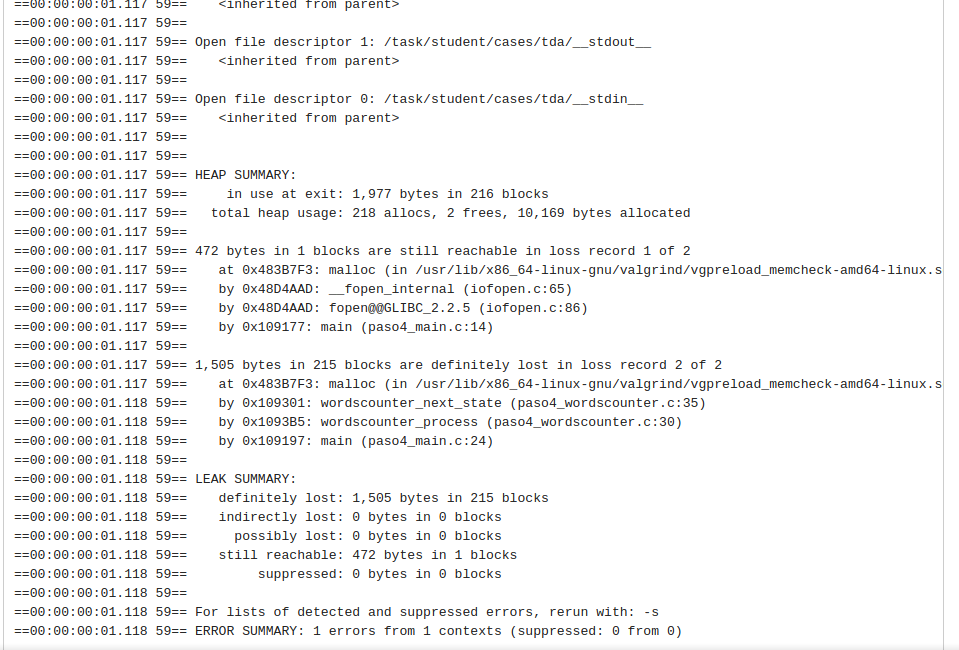 ==00:00:00:01.117 59==    <inherited from parent>
==00:00:00:01.117 59==
==00:00:00:01.117 59== Open file descriptor 1: /task/student/cases/tda/__stdout__
==00:00:00:01.117 59==    <inherited from parent>
==00:00:00:01.117 59==
==00:00:00:01.117 59== Open file descriptor 0: /task/student/cases/tda/__stdin__
==00:00:00:01.117 59==    <inherited from parent>
==00:00:00:01.117 59==
==00:00:00:01.117 59==
==00:00:00:01.117 59== HEAP SUMMARY:
==00:00:00:01.117 59==     in use at exit: 1,977 bytes in 216 blocks
==00:00:00:01.117 59==   total heap usage: 218 allocs, 2 frees, 10,169 bytes allocated
==00:00:00:01.117 59==
==00:00:00:01.117 59== 472 bytes in 1 blocks are still reachable in loss record 1 of 2
==00:00:00:01.117 59==    at 0x483B7F3: malloc (in /usr/lib/x86_64-linux-gnu/valgrind/vgpreload_memcheck-amd64-linux.s
==00:00:00:01.117 59==    by 0x48D4AAD: __fopen_internal (iofopen.c:65)
==00:00:00:01.117 59==    by 0x48D4AAD: fopen@@GLIBC_2.2.5 (iofopen.c:86)
==00:00:00:01.117 59==    by 0x109177: main (paso4_main.c:14)
==00:00:00:01.117 59==
==00:00:00:01.117 59== 1,505 bytes in 215 blocks are definitely lost in loss record 2 of 2
==00:00:00:01.117 59==    at 0x483B7F3: malloc (in /usr/lib/x86_64-linux-gnu/valgrind/vgpreload_memcheck-amd64-linux.s
==00:00:00:01.118 59==    by 0x109301: wordscounter_next_state (paso4_wordscounter.c:35)
==00:00:00:01.118 59==    by 0x1093B5: wordscounter_process (paso4_wordscounter.c:30)
==00:00:00:01.118 59==    by 0x109197: main (paso4_main.c:24)
==00:00:00:01.118 59==
==00:00:00:01.118 59== LEAK SUMMARY:
==00:00:00:01.118 59==    definitely lost: 1,505 bytes in 215 blocks
==00:00:00:01.118 59==    indirectly lost: 0 bytes in 0 blocks
==00:00:00:01.118 59==      possibly lost: 0 bytes in 0 blocks
==00:00:00:01.118 59==    still reachable: 472 bytes in 1 blocks
==00:00:00:01.118 59==         suppressed: 0 bytes in 0 blocks
==00:00:00:01.118 59==
==00:00:00:01.118 59== For lists of detected and suppressed errors, rerun with: -s
==00:00:00:01.118 59== ERROR SUMMARY: 1 errors from 1 contexts (suppressed: 0 from 0)